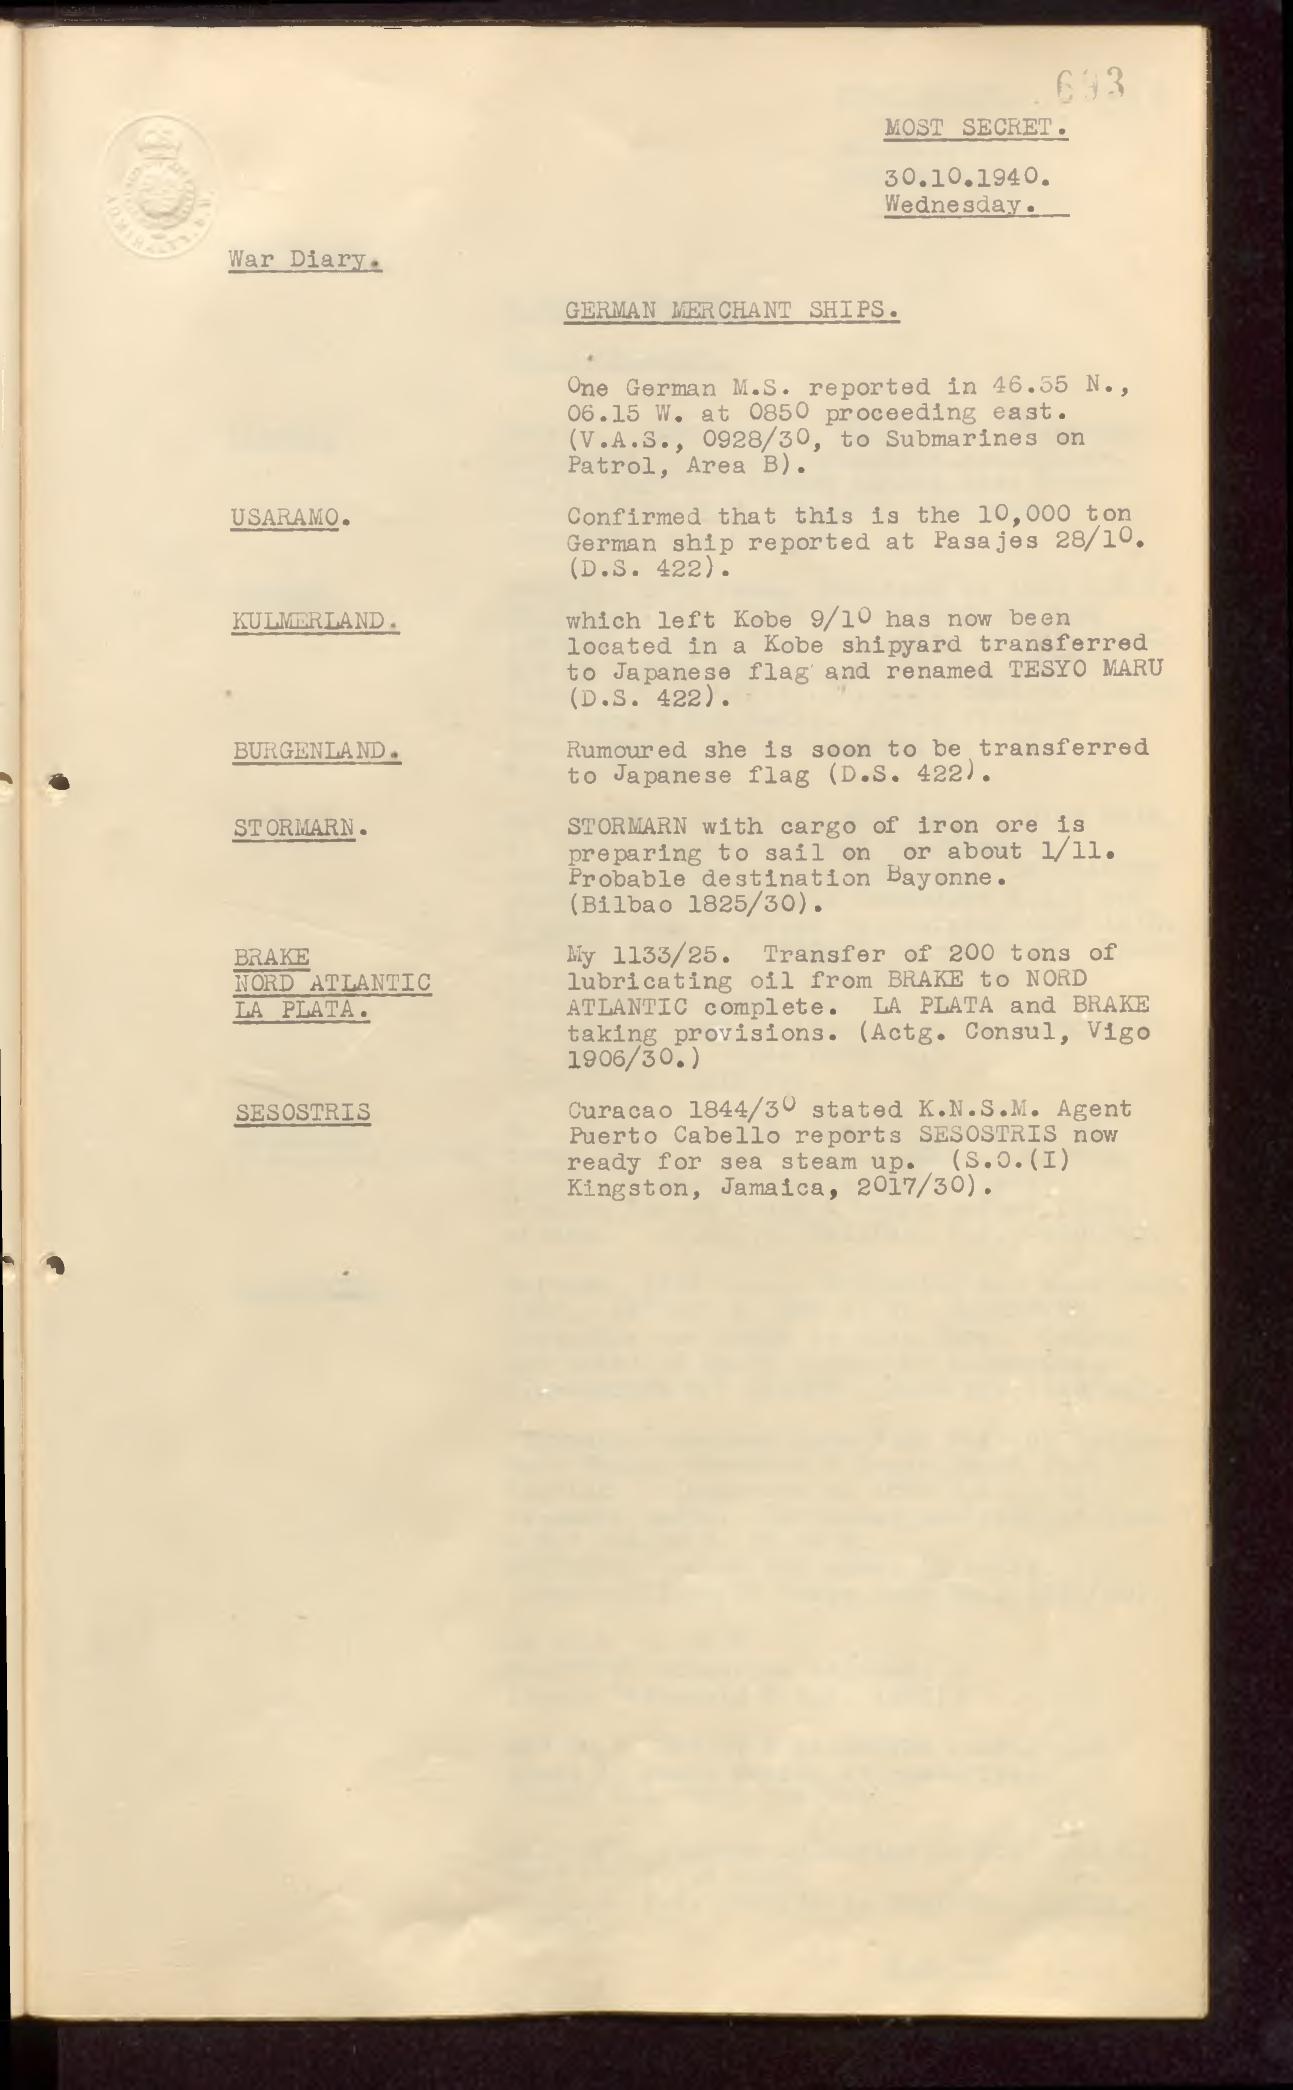 693
MOST SECRET.
30.10.1940.
Wednesday.
War Diary.
GERMAN MERCHANT SHIPS.
One German M.S. reported in 46.55 N.,
06.15 W. at 0850 proceeding east.
(V.A.S., 0928/30, to Submarines on
Patrol, Area B).
USARAMO.
Confirmed that this is the 10,000 ton
German ship reported at Pasajes 28/10.
(D.S. 422).
KULMERLAND.
which left Kobe 9/10 has now been
located in a Kobe shipyard transferred
to Japanese flag and renamed TESYO MARU
(D.S. 422).
BURGENLAND.
Rumoured she is soon to be transferred
to Japanese flag (D.S. 422).
STORMARN.
STORMARN with cargo of iron ore is
preparing to sail on or about 1/11.
Probable destination Bayonne.
(Bilbao 1825/30).
BRAKE
NORD ATLANTIC
LA PLATA.
My 1133/25. Transfer of 200 tons of
lubricating oil from BRAKE to NORD
ATLANTIC complete. LA PLATA and BRAKE
taking provisions. (Actg. Consul, Vigo
1906/30.)
SESOSTRIS
Curacao 1844/30 stated K.N.S.M. Agent
Puerto Cabello reports SESOSTRIS now
ready for sea steam up. (S.O.(I)
Kingston, Jamaica, 2017/30).